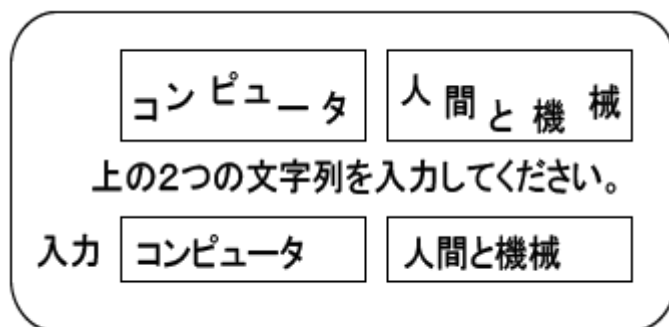 コンピュータ 人間と機械
上の2つの文字列を入力してください。
入力 コンピュータ 人間と機械